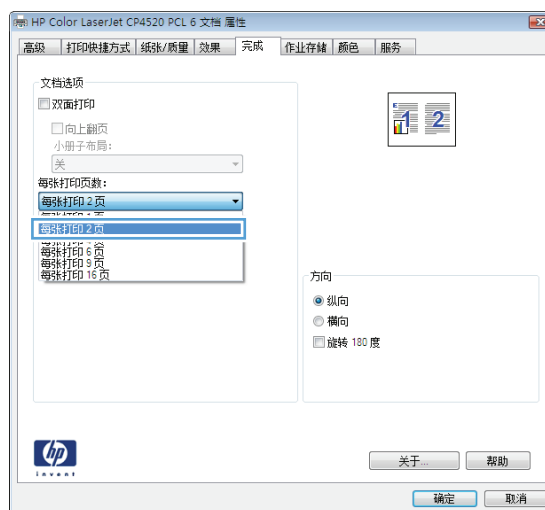 HP Color LaserJet CP4520 PCL 6 文档 属性
高级 打印快捷方式 纸张/质量 效果 完成 作业存储 颜色 服务
文档选项
双面打印
向上翻页
小册子布局:
关
每张打印页数:
每张打印 2 页
每张打印 2 页
每张打印 6 页
每张打印 9 页
每张打印 16 页
1 2
方向
纵向
横向
旋转 180 度
hp
invent
关于... 帮助
确定 取消